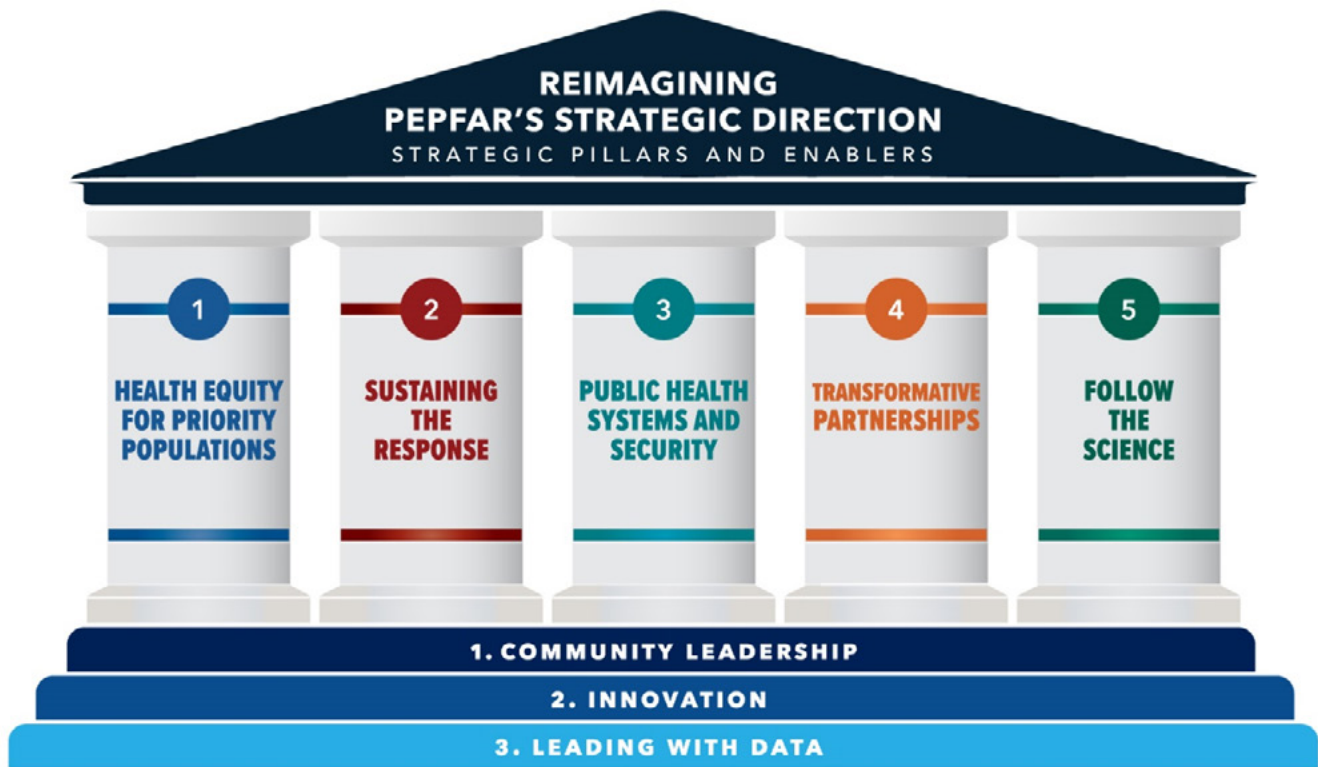 REIMAGINING
PEPFAR'S STRATEGIC DIRECTION
STRATEGIC PILLARS AND ENABLERS
1
HEALTH EQUITY
FOR PRIORITY
POPULATIONS
2
SUSTAINING
THE
RESPONSE
3
PUBLIC HEALTH
SYSTEMS AND
SECURITY
4
TRANSFORMATIVE
PARTNERSHIPS
5
FOLLOW
THE
SCIENCE
1. COMMUNITY LEADERSHIP
2. INNOVATION
3. LEADING WITH DATA